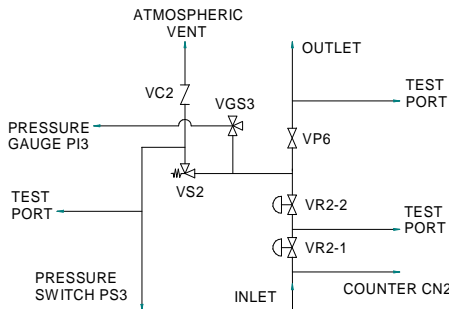 ATMOSPHERIC
VENT
OUTLET
VC2
VGS3
TEST
PORT
PRESSURE
GAUGE PI3
VP6
VS2
TEST
PORT
VR2-2
TEST
PORT
VR2-1
PRESSURE
SWITCH PS3
INLET
COUNTER CN2